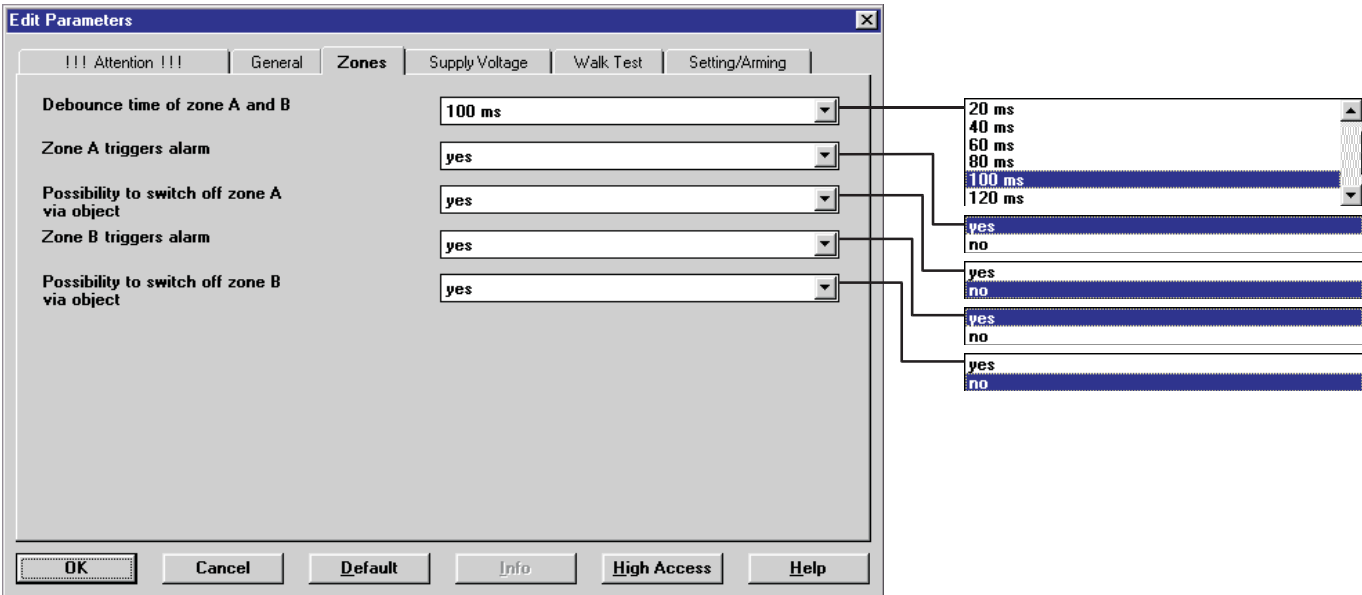 Edit Parameters
!!! Attention !!! General Zones Supply Voltage Walk Test Setting/Arming
Debounce time of zone A and B 100 ms
Zone A triggers alarm yes
Possibility to switch off zone A
via object
yes
Zone B triggers alarm yes
Possibility to switch off zone B
via object
yes
20 ms
40 ms
60 ms
80 ms
100 ms
120 ms
yes
no
yes
no
yes
no
yes
no
OK Cancel Default Info High Access Help